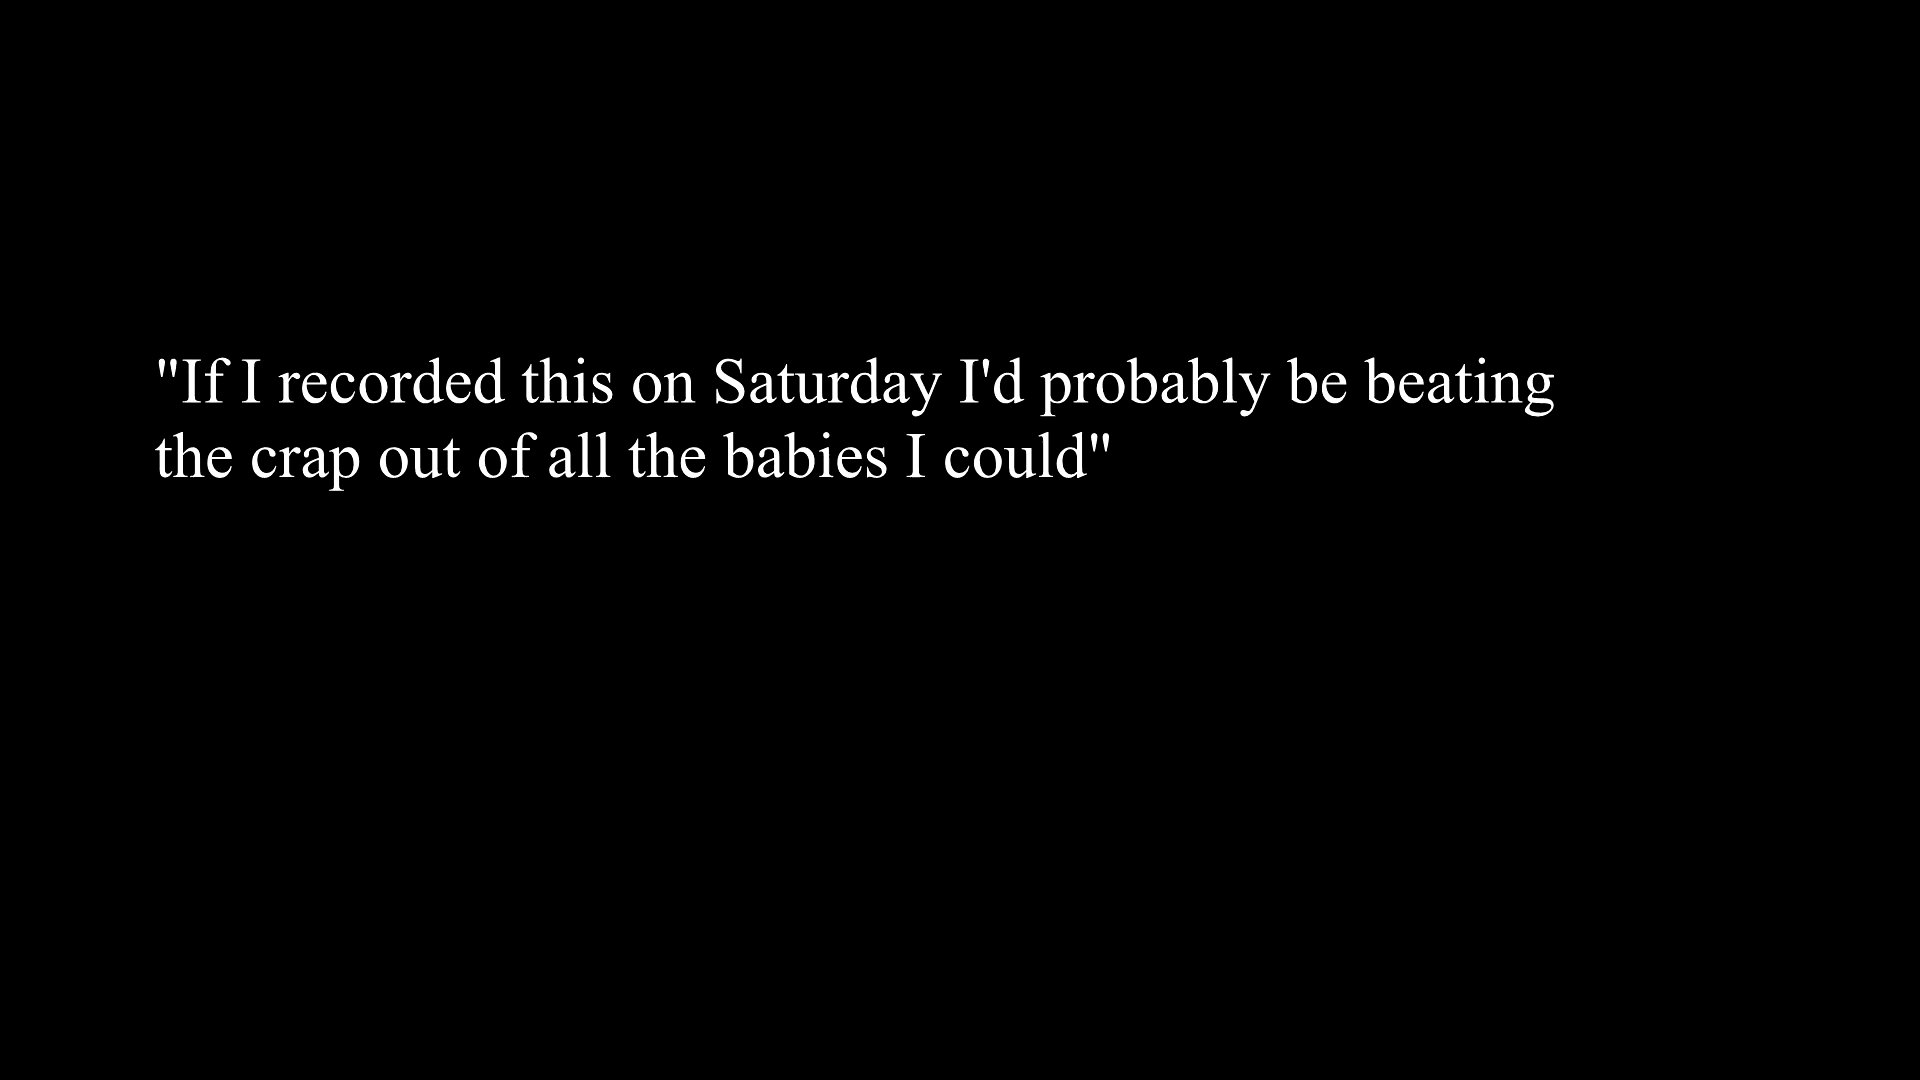 "If I recorded this on Saturday I'd probably be beating
the crap out of all the babies I could"